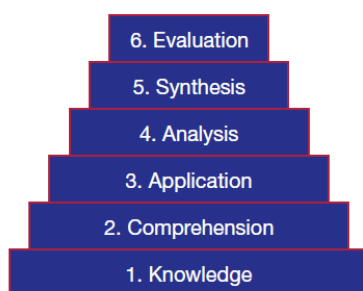 6. Evaluation
5. Synthesis
4. Analysis
3. Application
2. Comprehension
1. Knowledge